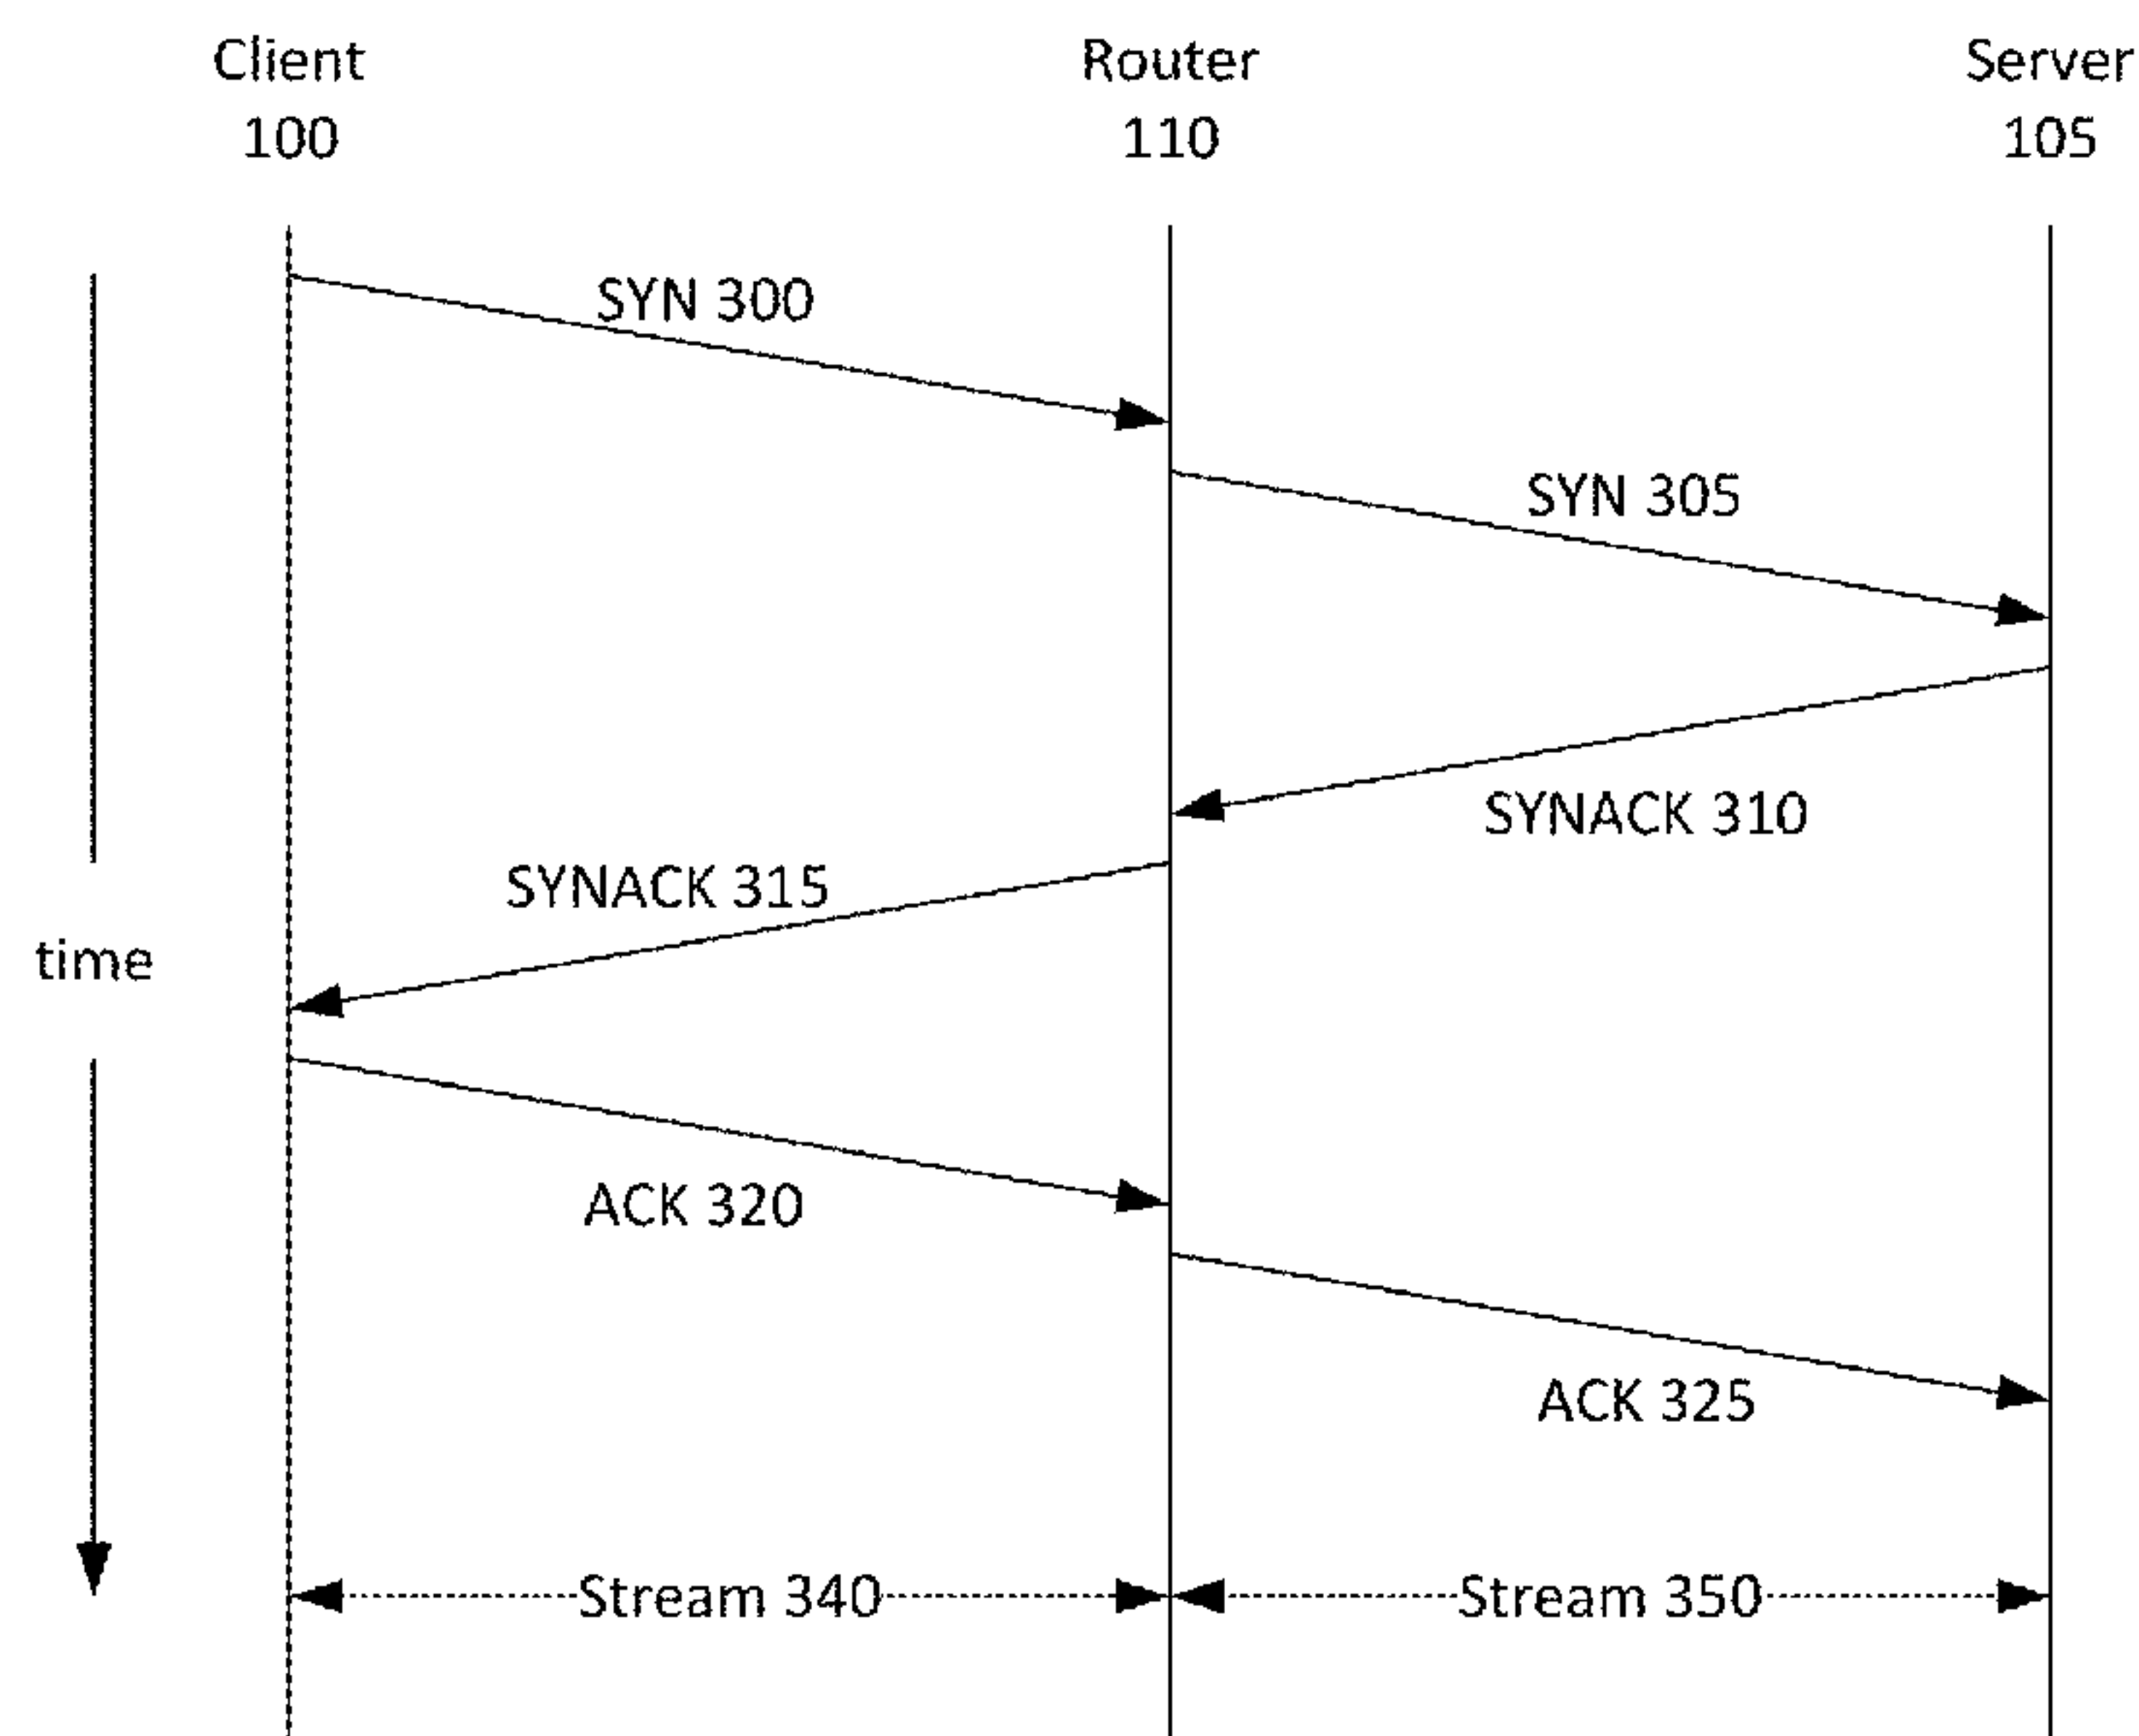 Client
100
Router
110
Server
105
SYN 300
SYN 305
SYNACK 310
SYNACK 315
time
ACK 320
ACK 325
Stream 340
Stream 350